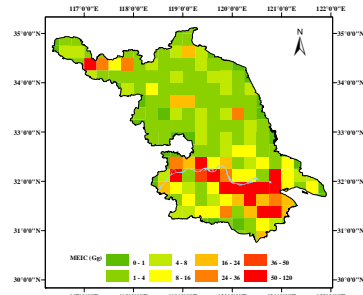 117°0'0"E 118°0'0"E 119°0'0"E 120°0'0"E 121°0'0"E 122°0'0"E
N
35°0'0"N 35°0'0"N
34°0'0"N 34°0'0"N
33°0'0"N 33°0'0"N
32°0'0"N 32°0'0"N
31°0'0"N 31°0'0"N
MEIC (Gg) 0 - 1 4 - 8 16 - 24 36 - 50
1 - 4 8 - 16 24 - 36 50 - 120
30°0'0"N 30°0'0"N